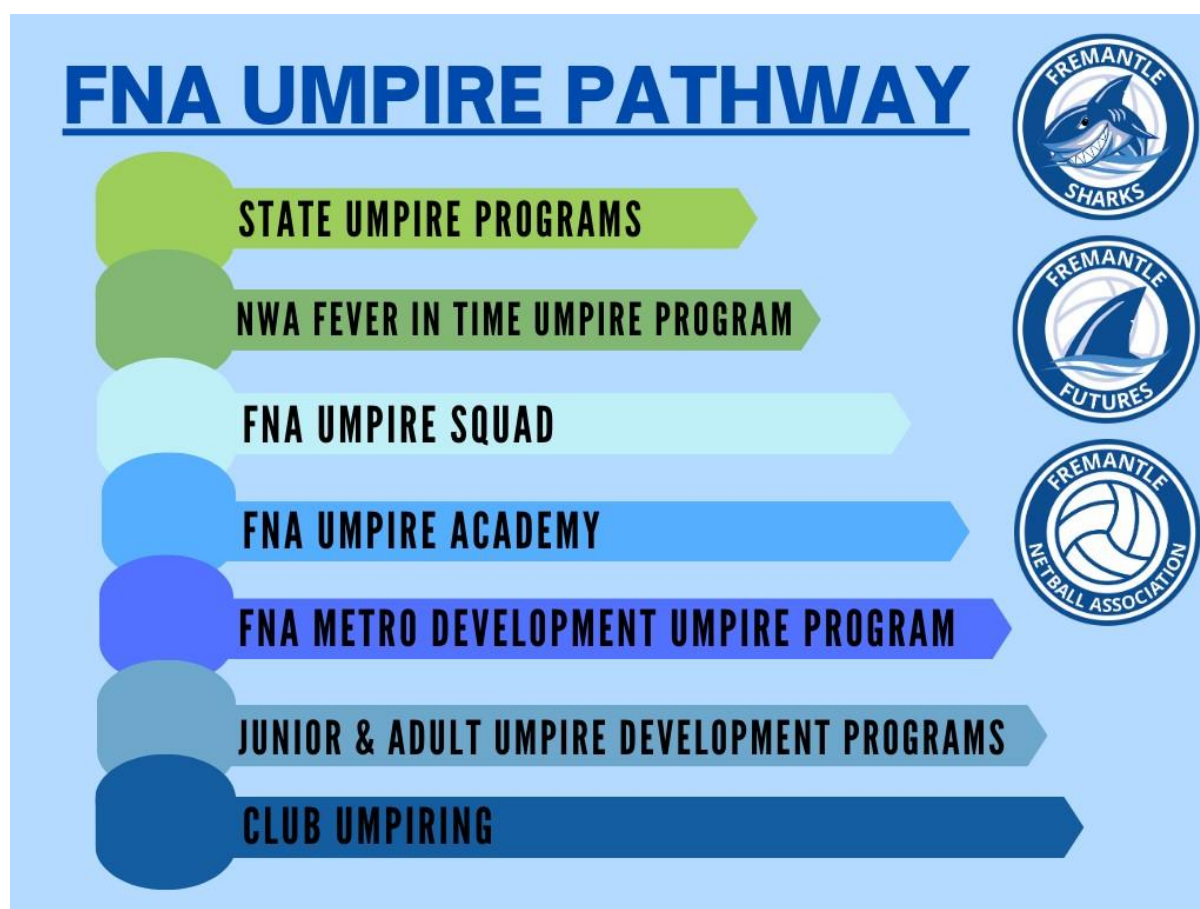 FNA UMPIRE PATHWAY
STATE UMPIRE PROGRAMS
NWA FEVER IN TIME UMPIRE PROGRAM
FNA UMPIRE SQUAD
FNA UMPIRE ACADEMY
FNA METRO DEVELOPMENT UMPIRE PROGRAM
JUNIOR & ADULT UMPIRE DEVELOPMENT PROGRAMS
CLUB UMPIRING
FREMANTLE
SHARKS
FREMANTLE
FUTURES
FREMANTLE
NETBALL ASSOCIATION